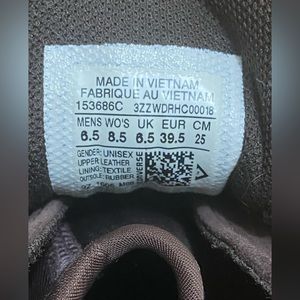 MADE IN VIETNAM
FABRIQUE AU VIETNAM
153686C 3ZZWDRHC00018
MENS WO'S UK EUR CM
6.5 8.5 6.5 39.5 25
GENDER: UNISEX
UPPER: LEATHER
LINING: TEXTILE
OUTSOLE: RUBBER